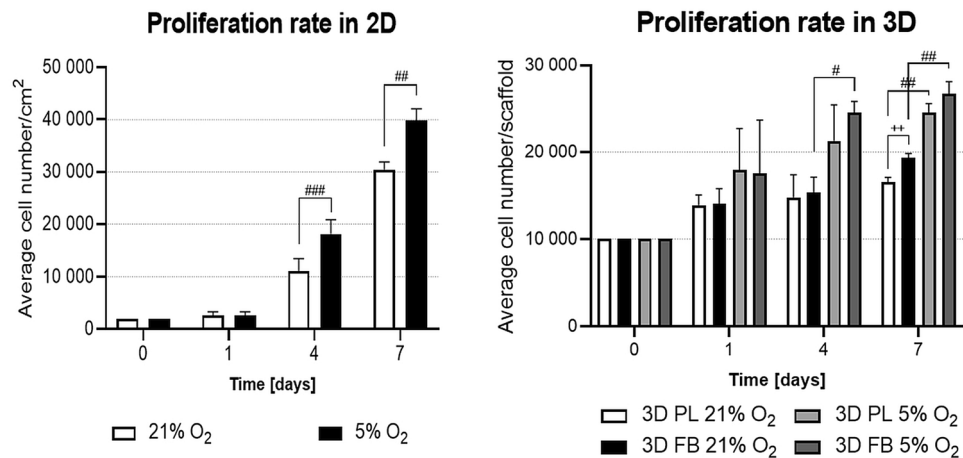 Proliferation rate in 2D
Average cell number/cm²
50 000
40 000
30 000
20 000
10 000
0
###
##
0 1 4 7
Time [days]
21% O₂ 5% O₂
Proliferation rate in 3D
Average cell number/scaffold
30 000
20 000
10 000
0
#
##
##
++
0 1 4 7
Time [days]
3D PL 21% O₂ 3D PL 5% O₂
3D FB 21% O₂ 3D FB 5% O₂